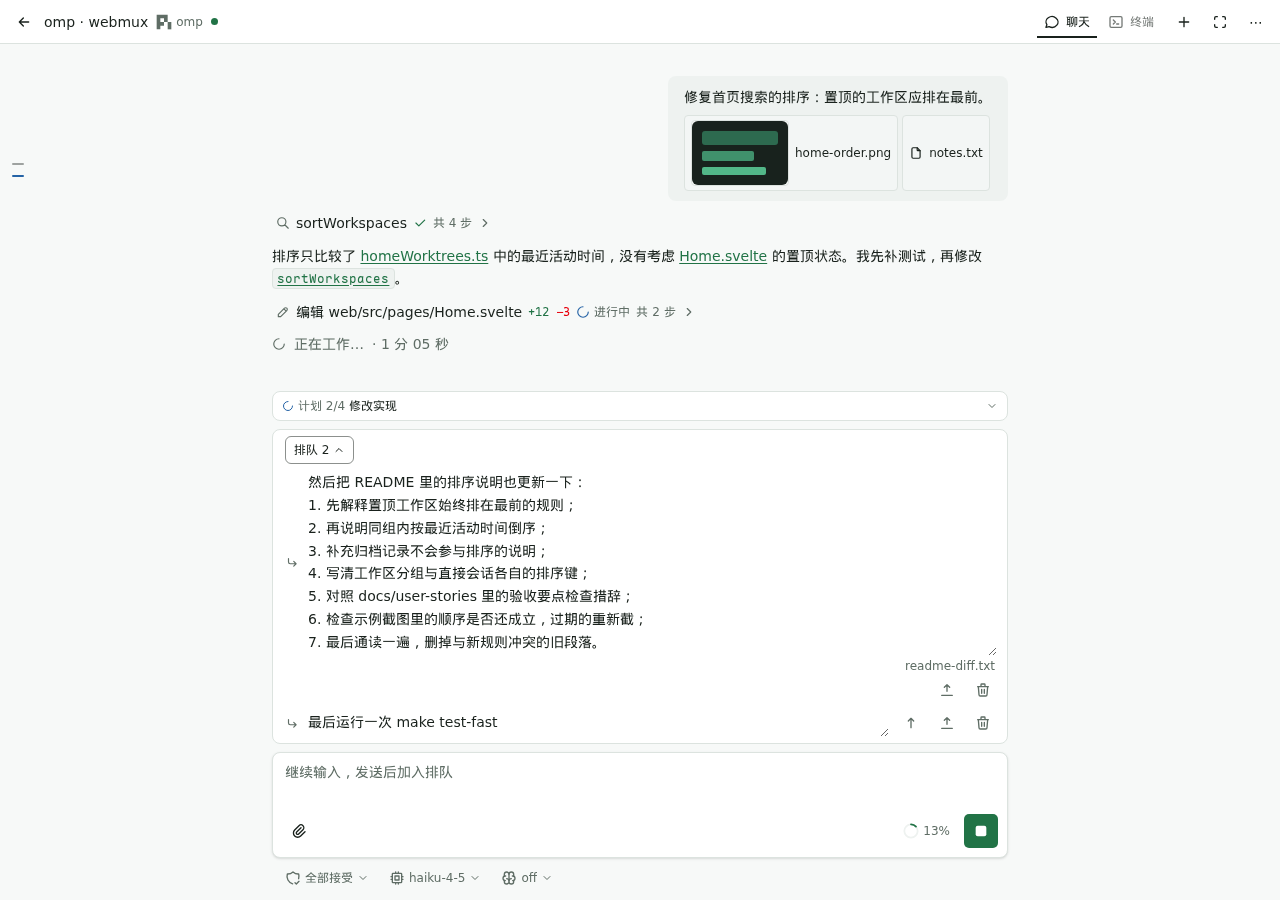 omp · webmux omp
聊天
终端
修复首页搜索的排序：置顶的工作区应排在最前。
home-order.png
notes.txt
sortWorkspaces 共 4 步
排序只比较了 homeWorktrees.ts 中的最近活动时间，没有考虑 Home.svelte 的置顶状态。我先补测试，再修改
sortWorkspaces。
编辑 web/src/pages/Home.svelte +12 −3 进行中 共 2 步
正在工作… · 1 分 05 秒
计划 2/4 修改实现
排队 2
然后把 README 里的排序说明也更新一下：
1. 先解释置顶工作区始终排在最前的规则；
2. 再说明同组内按最近活动时间倒序；
3. 补充归档记录不会参与排序的说明；
4. 写清工作区分组与直接会话各自的排序键；
5. 对照 docs/user-stories 里的验收要点检查措辞；
6. 检查示例截图里的顺序是否还成立，过期的重新截；
7. 最后通读一遍，删掉与新规则冲突的旧段落。
readme-diff.txt
最后运行一次 make test-fast
继续输入，发送后加入排队
13%
全部接受
haiku-4-5
off